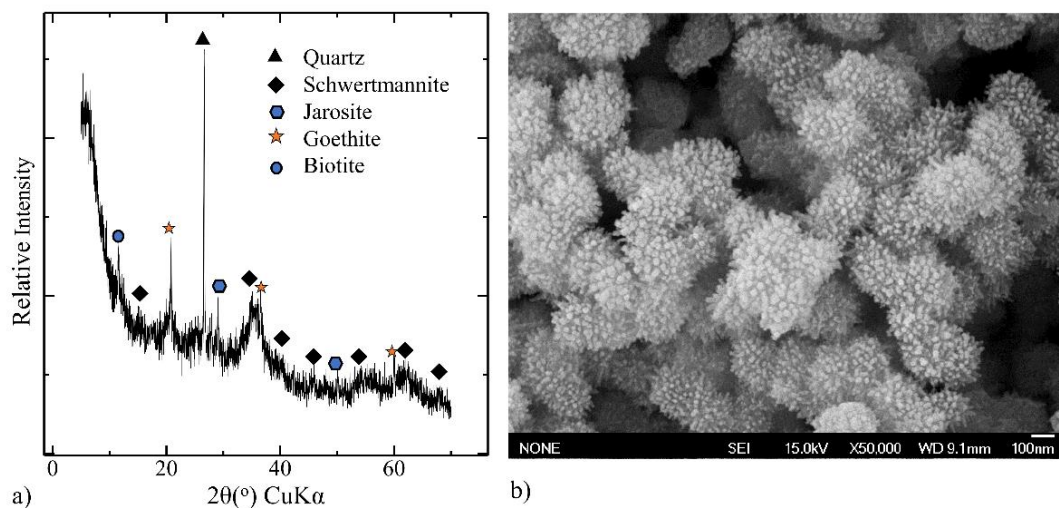 Quartz
Schwertmannite
Jarosite
Goethite
Biotite
Relative Intensity
0 20 40 60
2θ(º) CuKα
a)
NONE SEI 15.0kV X50,000 WD 9.1mm 100nm
b)